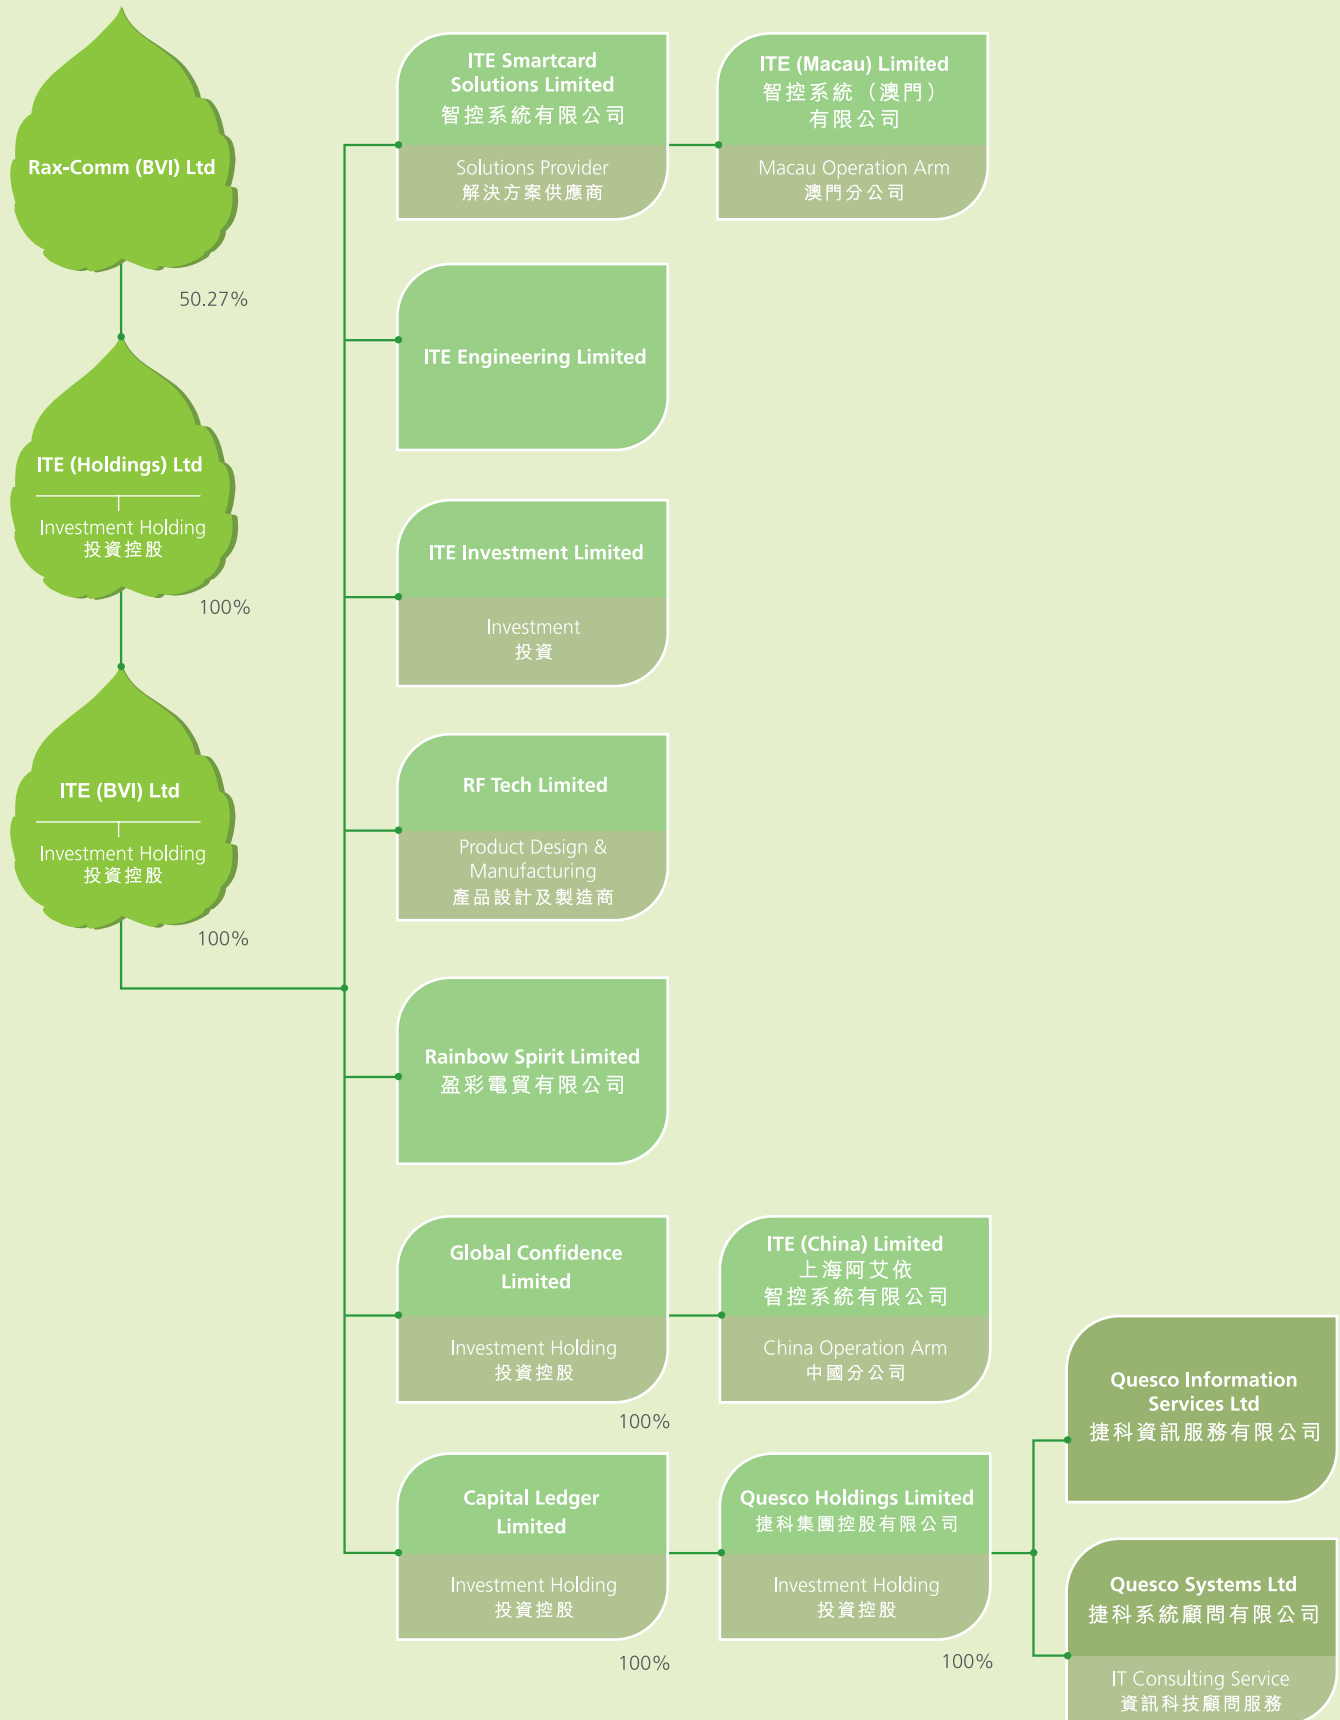 Rax-Comm (BVI) Ltd
50.27%
ITE (Holdings) Ltd
Investment Holding
投資控股
100%
ITE (BVI) Ltd
Investment Holding
投資控股
100%
ITE Smartcard
Solutions Limited
智控系統有限公司
Solutions Provider
解決方案供應商
ITE (Macau) Limited
智控系統（澳門）
有限公司
Macau Operation Arm
澳門分公司
ITE Engineering Limited
ITE Investment Limited
Investment
投資
RF Tech Limited
Product Design &
Manufacturing
產品設計及製造商
Rainbow Spirit Limited
盈彩電貿有限公司
Global Confidence
Limited
Investment Holding
投資控股
100%
ITE (China) Limited
上海阿艾依
智控系統有限公司
China Operation Arm
中國分公司
Capital Ledger
Limited
Investment Holding
投資控股
100%
Quesco Holdings Limited
捷科集團控股有限公司
Investment Holding
投資控股
100%
Quesco Information
Services Ltd
捷科資訊服務有限公司
Quesco Systems Ltd
捷科系統顧問有限公司
IT Consulting Service
資訊科技顧問服務